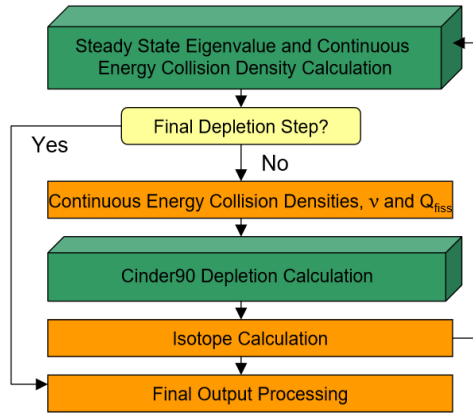 Steady State Eigenvalue and Continuous
Energy Collision Density Calculation
Final Depletion Step?
Yes
No
Continuous Energy Collision Densities, ν and Q_fiss
Cinder90 Depletion Calculation
Isotope Calculation
Final Output Processing